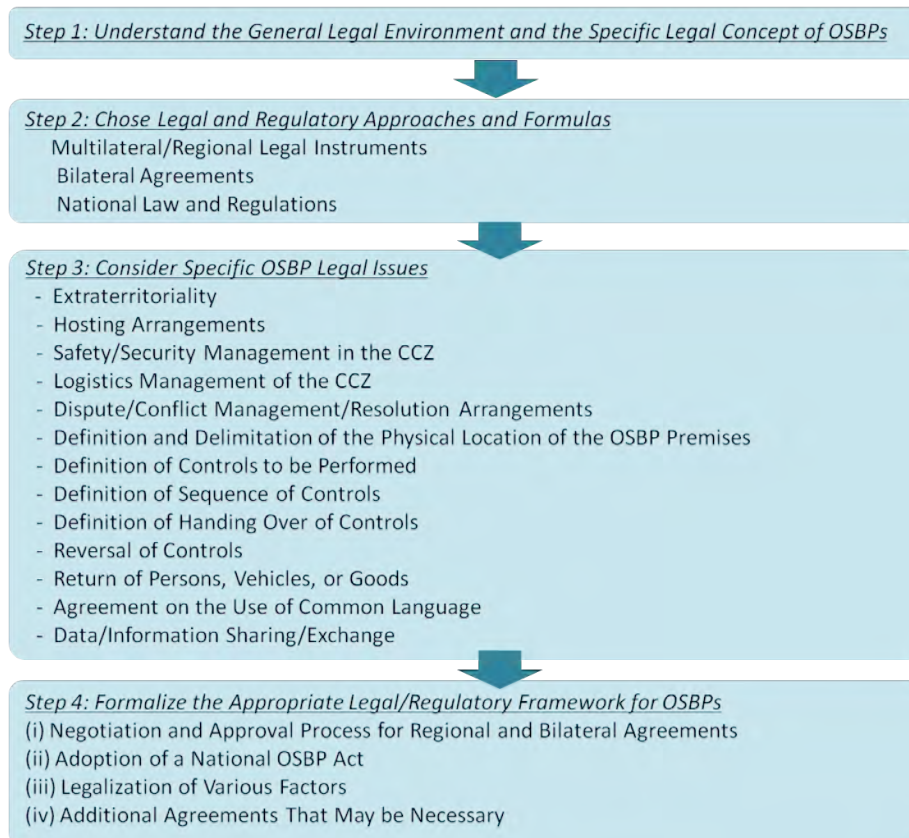 Step 1: Understand the General Legal Environment and the Specific Legal Concept of OSBPs
Step 2: Chose Legal and Regulatory Approaches and Formulas
Multilateral/Regional Legal Instruments
Bilateral Agreements
National Law and Regulations
Step 3: Consider Specific OSBP Legal Issues
- Extraterritoriality
- Hosting Arrangements
- Safety/Security Management in the CCZ
- Logistics Management of the CCZ
- Dispute/Conflict Management/Resolution Arrangements
- Definition and Delimitation of the Physical Location of the OSBP Premises
- Definition of Controls to be Performed
- Definition of Sequence of Controls
- Definition of Handing Over of Controls
- Reversal of Controls
- Return of Persons, Vehicles, or Goods
- Agreement on the Use of Common Language
- Data/Information Sharing/Exchange
Step 4: Formalize the Appropriate Legal/Regulatory Framework for OSBPs
(i) Negotiation and Approval Process for Regional and Bilateral Agreements
(ii) Adoption of a National OSBP Act
(iii) Legalization of Various Factors
(iv) Additional Agreements That May be Necessary